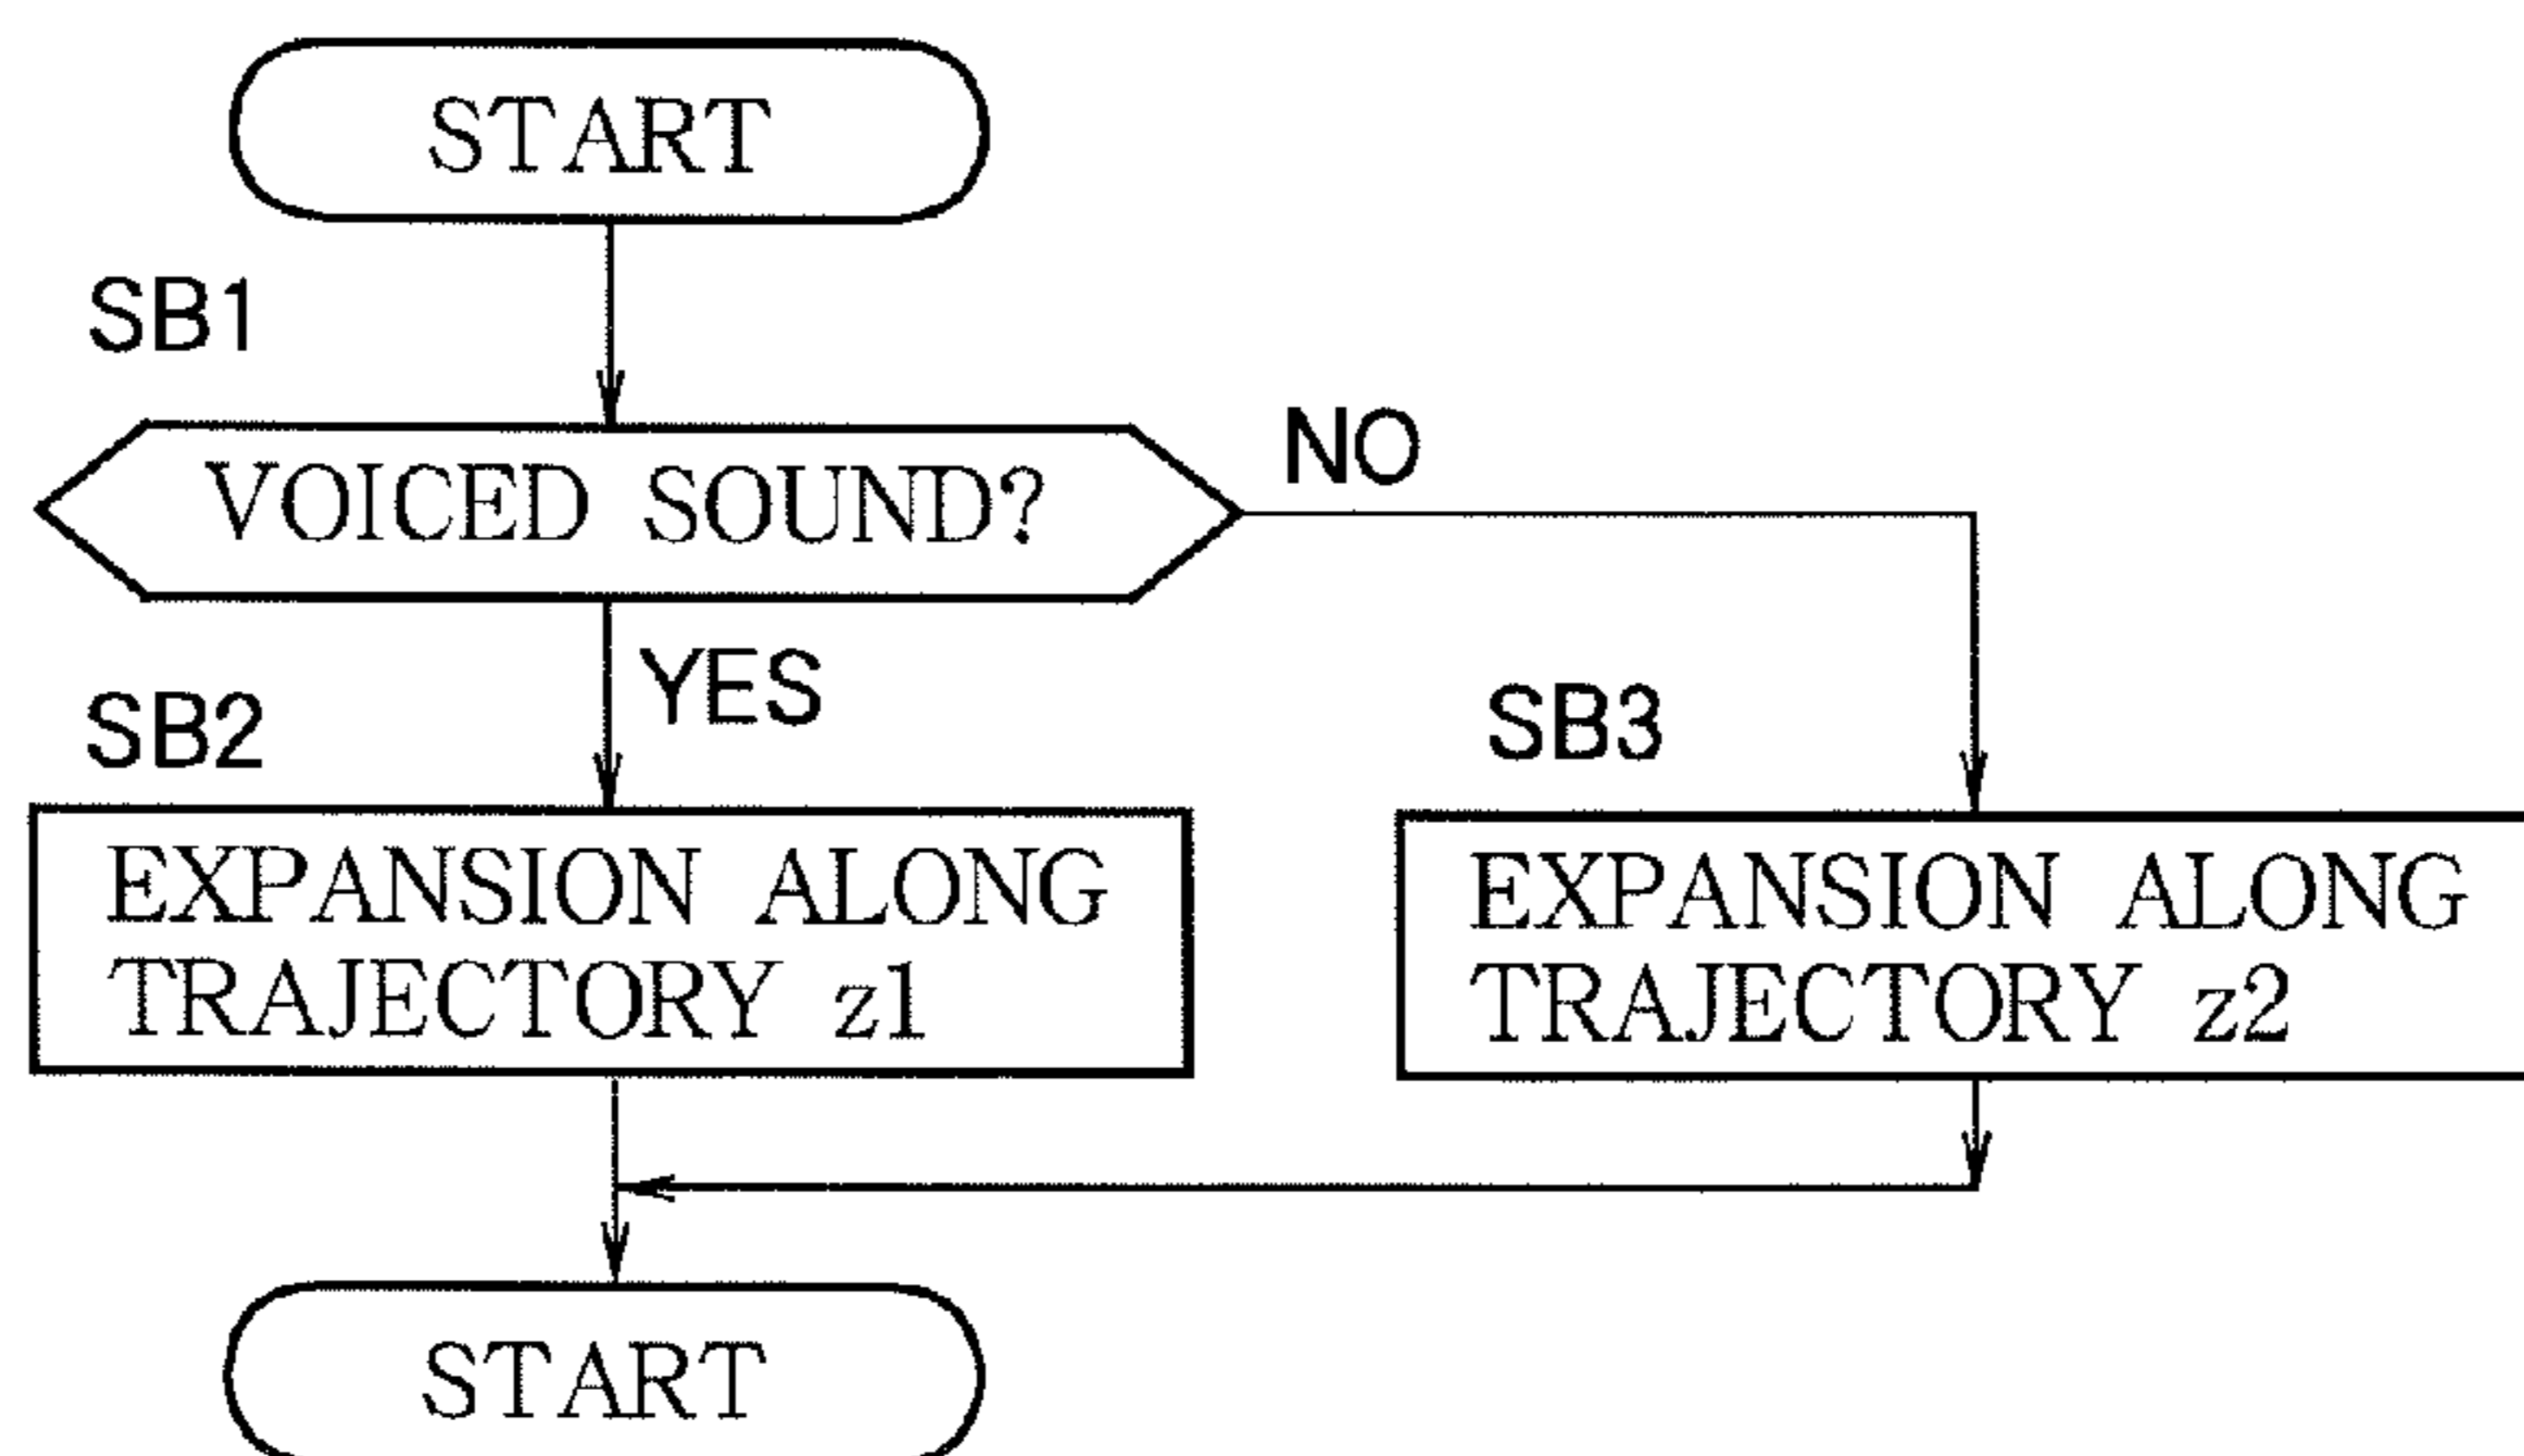 START
SB1
VOICED SOUND?
NO
YES
SB2
SB3
EXPANSION ALONG
TRAJECTORY z1
EXPANSION ALONG
TRAJECTORY z2
START